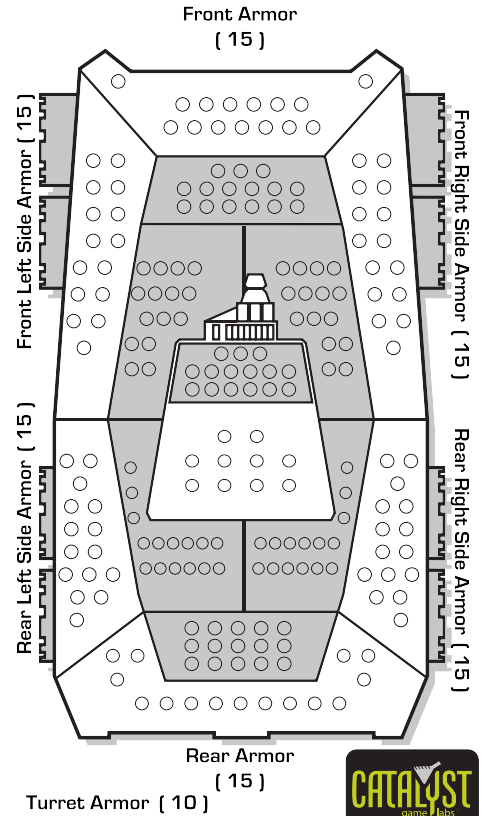 Front Armor
( 15 )
Front Left Side Armor ( 15 )
Front Right Side Armor ( 15 )
Rear Left Side Armor ( 15 )
Rear Right Side Armor ( 15 )
Rear Armor
( 15 )
Turret Armor ( 10 )
CATALYST
game labs